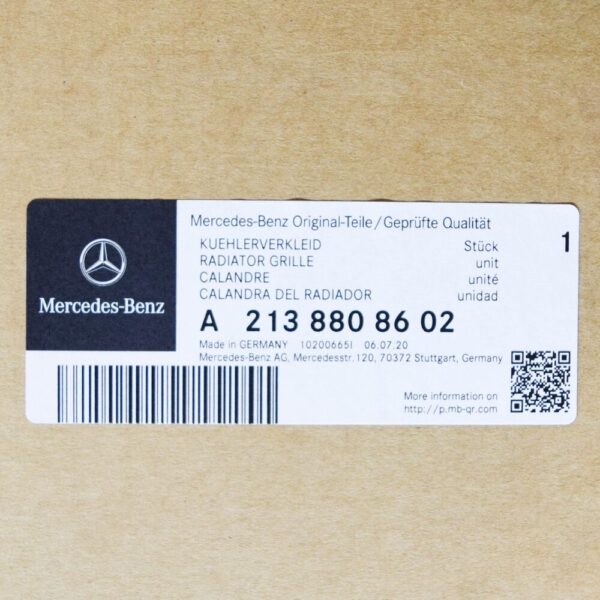 Mercedes-Benz Original-Teile/Geprüfte Qualität
KUEHLERVERKLEID Stück 1
RADIATOR GRILLE unit
CALANDRE unité
CALANDRA DEL RADIADOR unidad
Mercedes-Benz
A 213 880 86 02
Made in GERMANY 10200665I 06.07.20
Mercedes-Benz AG, Mercedesstr.120, 70372 Stuttgart, Germany
More information on
http://p.mb-qr.com